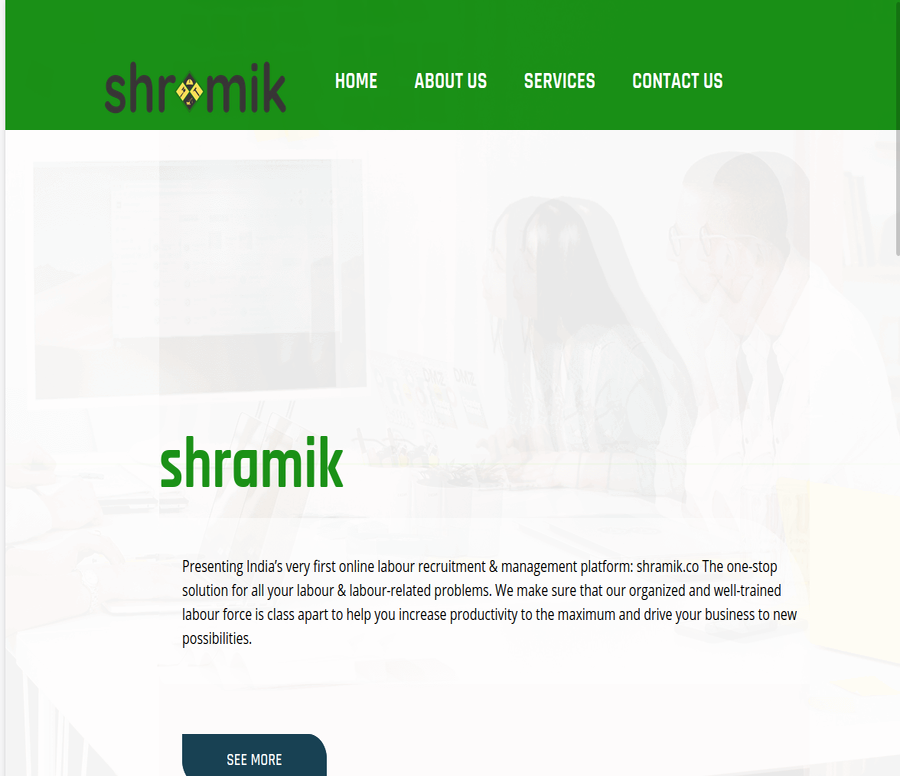 shramik
HOME ABOUT US SERVICES CONTACT US
shramik
Presenting India’s very first online labour recruitment & management platform: shramik.co The one-stop
solution for all your labour & labour-related problems. We make sure that our organized and well-trained
labour force is class apart to help you increase productivity to the maximum and drive your business to new
possibilities.
SEE MORE